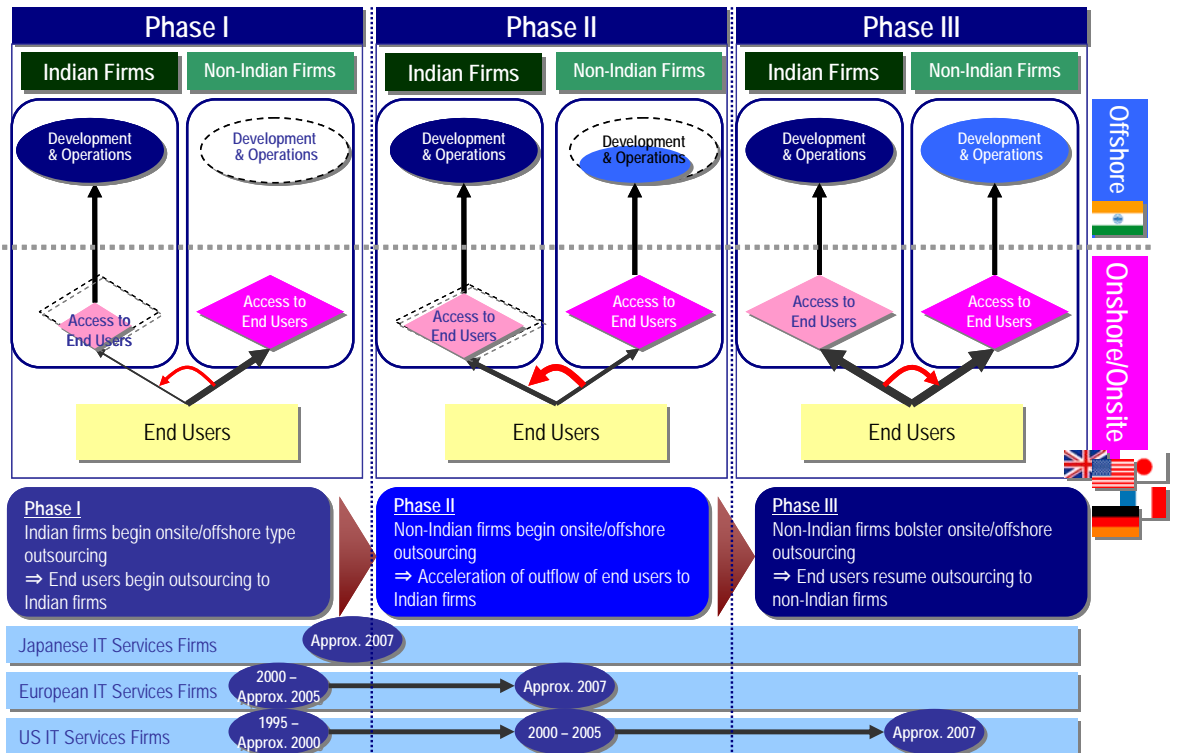 Phase I
Phase II
Phase III
Indian Firms
Non-Indian Firms
Indian Firms
Non-Indian Firms
Indian Firms
Non-Indian Firms
Development
& Operations
Development
& Operations
Development
& Operations
Development
& Operations
Development
& Operations
Development
& Operations
Offshore
Access to
End Users
Access to
End Users
Access to
End Users
Access to
End Users
Access to
End Users
Access to
End Users
Onshore/Onsite
End Users
End Users
End Users
Phase I
Indian firms begin onsite/offshore type
outsourcing
⇒ End users begin outsourcing to
Indian firms
Phase II
Non-Indian firms begin onsite/offshore
outsourcing
⇒ Acceleration of outflow of end users to
Indian firms
Phase III
Non-Indian firms bolster onsite/offshore
outsourcing
⇒ End users resume outsourcing to
non-Indian firms
Japanese IT Services Firms
Approx. 2007
European IT Services Firms
2000 –
Approx. 2005
Approx. 2007
US IT Services Firms
1995 –
Approx. 2000
2000 – 2005
Approx. 2007